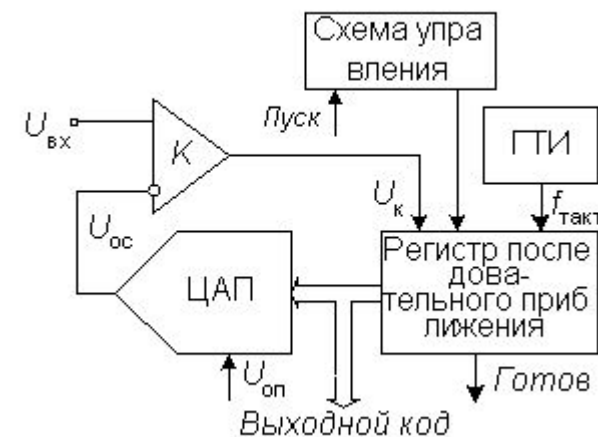 Схема упра
вления
Пуск
ГТИ
Uвх
K
Uк
fтакт
Uос
ЦАП
Регистр после
дова-
тельного приб
лижения
Uоп
Готов
Выходной код